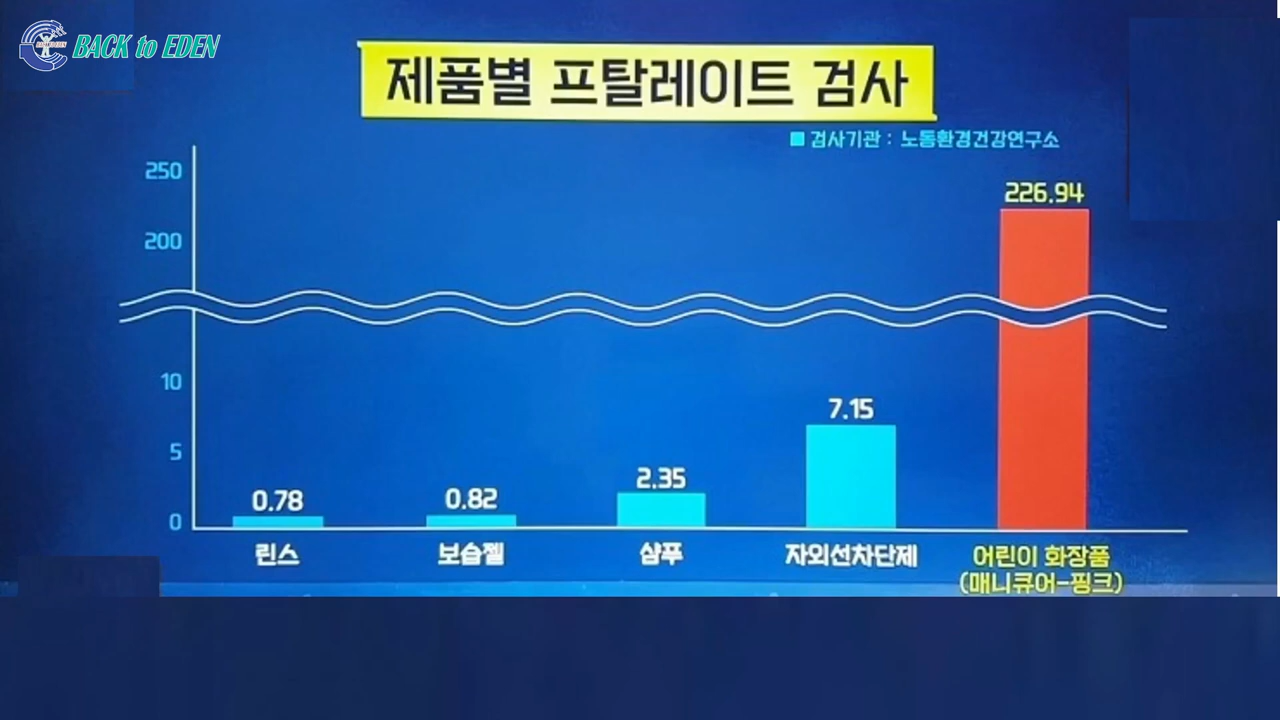 BACK to EDEN
제품별 프탈레이트 검사
■ 검사기관 : 노동환경건강연구소
250
200
10
5
0
226.94
7.15
2.35
0.82
0.78
린스
보습젤
샴푸
자외선차단제
어린이 화장품
(매니큐어-핑크)